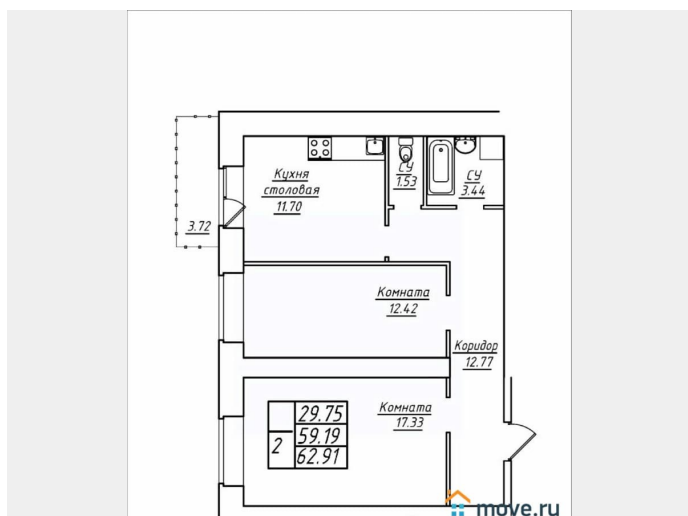 Кухня
столовая
11.70
СУ
1.53
СУ
3.44
3.72
Комната
12.42
Коридор
12.77
Комната
17.33
29.75
2
59.19
62.91
move.ru